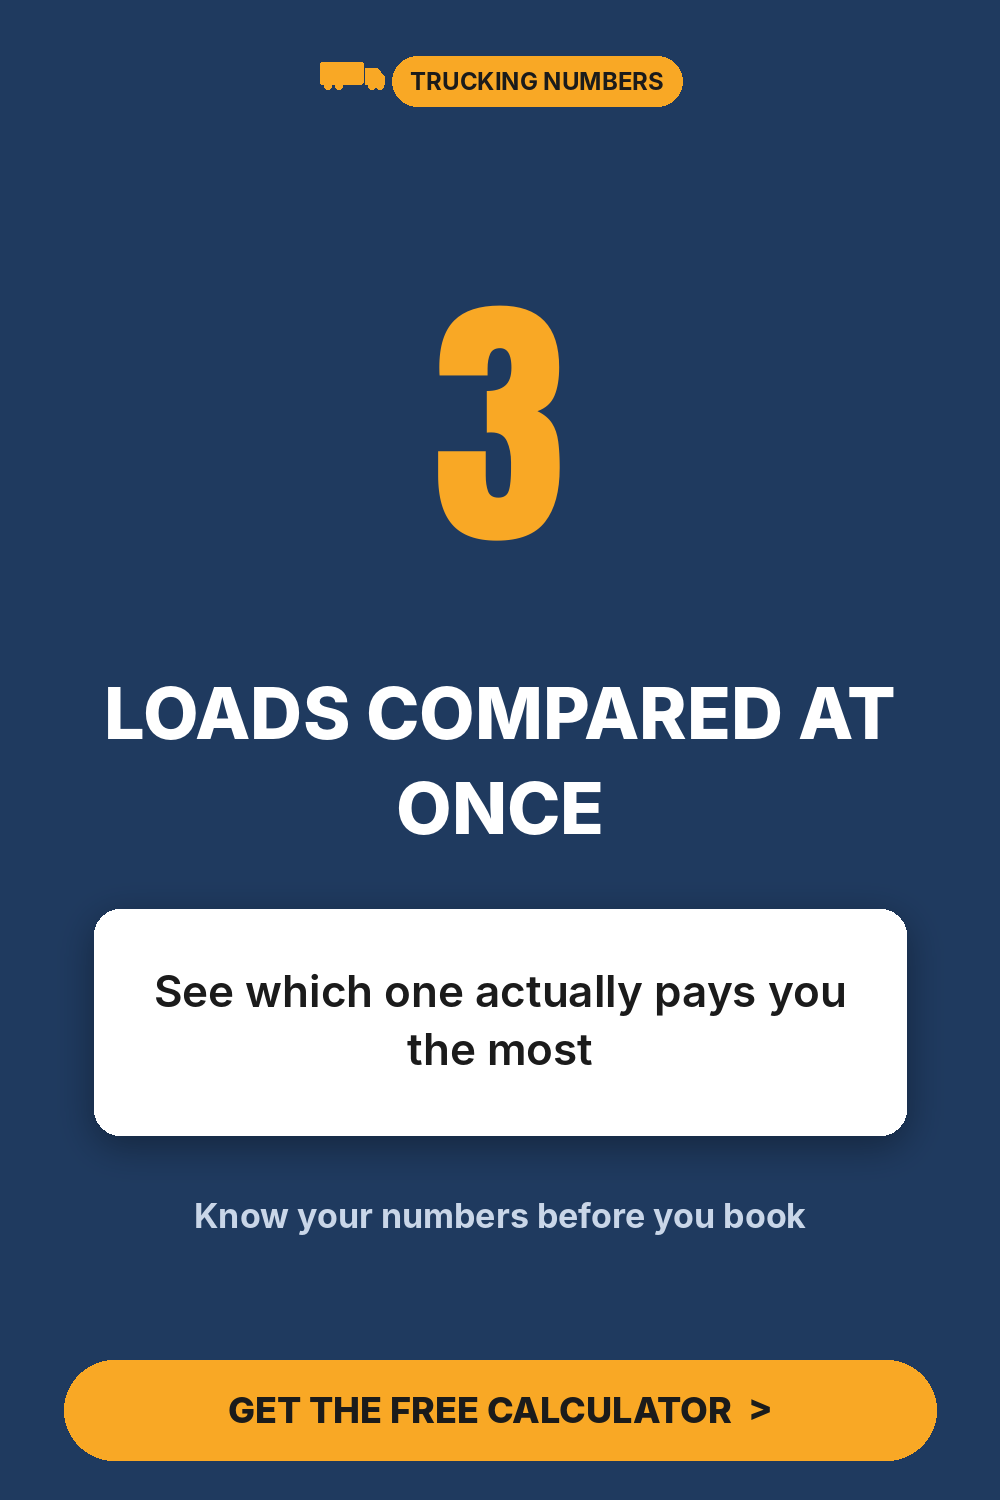 TRUCKING NUMBERS
3
LOADS COMPARED AT
ONCE
See which one actually pays you
the most
Know your numbers before you book
GET THE FREE CALCULATOR >